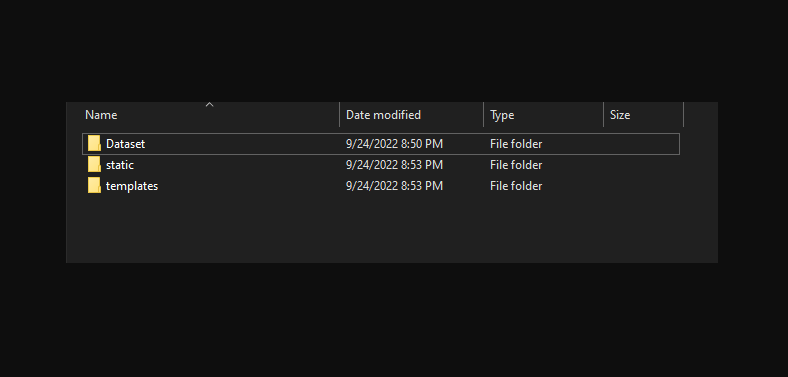 Name Date modified Type Size
Dataset 9/24/2022 8:50 PM File folder
static 9/24/2022 8:53 PM File folder
templates 9/24/2022 8:53 PM File folder